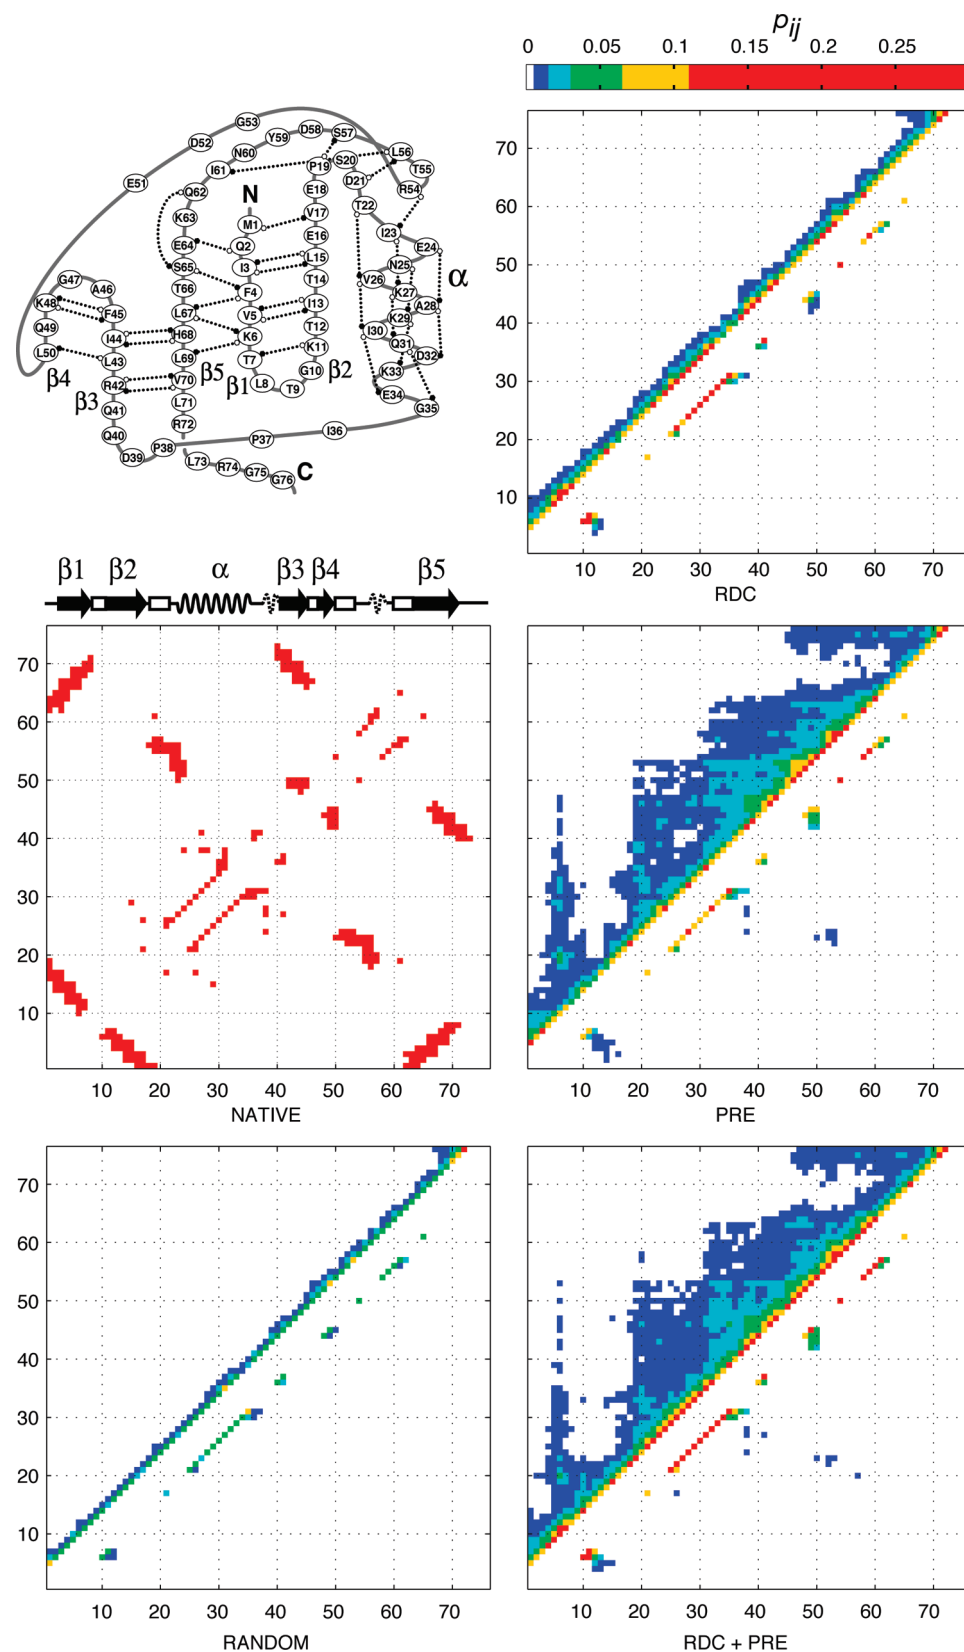 p_ij
0 0.05 0.1 0.15 0.2 0.25
G53
D52
D58
S57
Y59
N60
L56
S20
P19
T55
I61
D21
R54
E51
Q62
E18
N
T22
K63
V17
M1
I23
E64
Q2
E16
E24
S65
I3
L15
N25
α
G47
T66
F4
T14
V26
K27
A46
K48
L67
V5
I13
A28
F45
K29
Q49
H68
K6
T12
I30
I44
Q31
L50
L69
T7
K11
D32
L43
β4
β5
β1
G10
β2
K33
R42
V70
L8
T9
E34
β3
G35
Q41
L71
Q40
R72
I36
P37
D39
P38
L73
R74
G75
G76
C
70
60
50
40
30
20
10
10 20 30 40 50 60 70
RDC
β1 β2 α β3 β4 β5
70
60
50
40
30
20
10
10 20 30 40 50 60 70
NATIVE
70
60
50
40
30
20
10
10 20 30 40 50 60 70
PRE
70
60
50
40
30
20
10
10 20 30 40 50 60 70
RANDOM
70
60
50
40
30
20
10
10 20 30 40 50 60 70
RDC + PRE